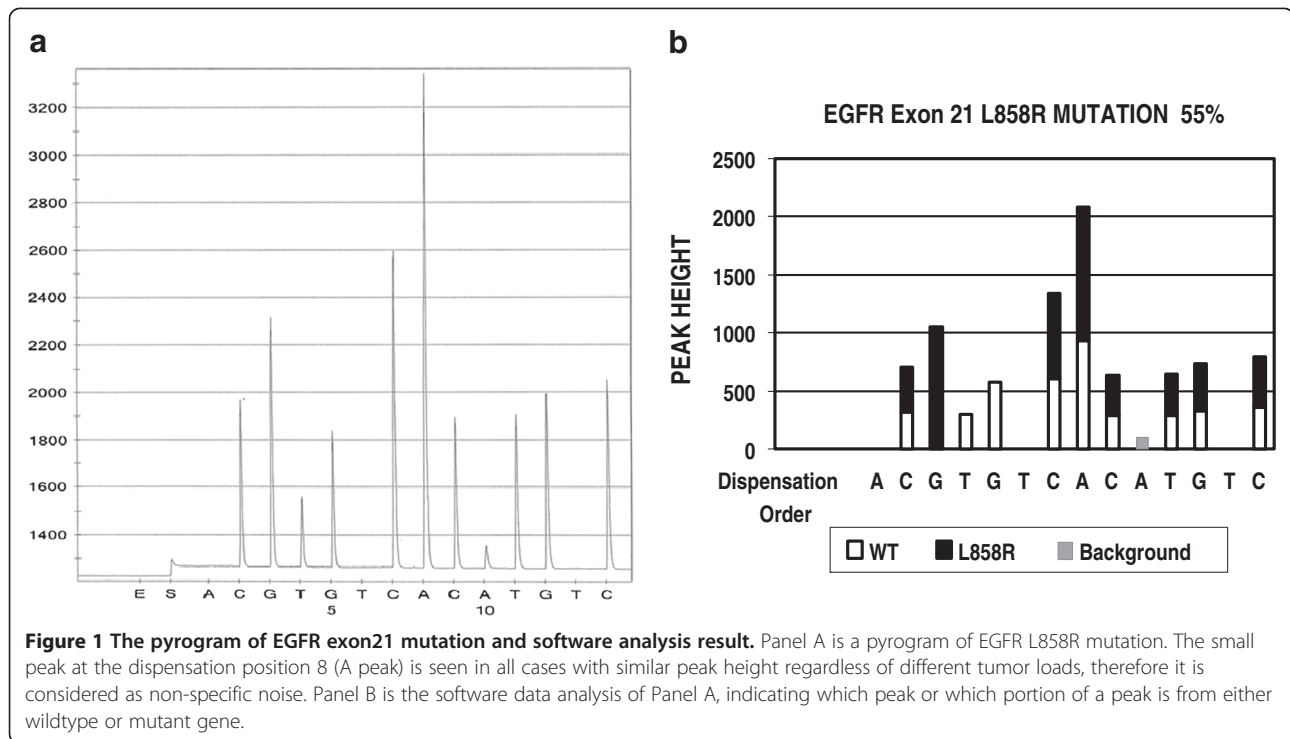 a
3200
3000
2800
2600
2400
2200
2000
1800
1600
1400
E S A C G T G T C A C A T G T C
5 10
b
EGFR Exon 21 L858R MUTATION 55%
PEAK HEIGHT
2500
2000
1500
1000
500
0
Dispensation A C G T G T C A C A T G T C
Order
WT L858R Background
Figure 1 The pyrogram of EGFR exon21 mutation and software analysis result. Panel A is a pyrogram of EGFR L858R mutation. The small
peak at the dispensation position 8 (A peak) is seen in all cases with similar peak height regardless of different tumor loads, therefore it is
considered as non-specific noise. Panel B is the software data analysis of Panel A, indicating which peak or which portion of a peak is from either
wildtype or mutant gene.